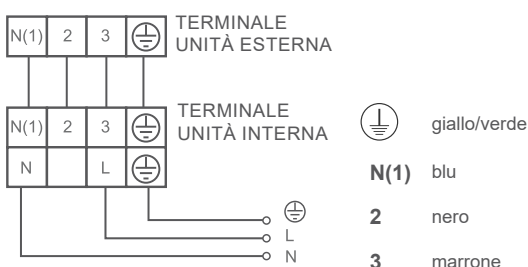 N(1) 2 3 TERMINALE
UNITÀ ESTERNA
N(1) 2 3 TERMINALE
UNITÀ INTERNA
N L
L
N
giallo/verde
N(1) blu
2 nero
3 marrone